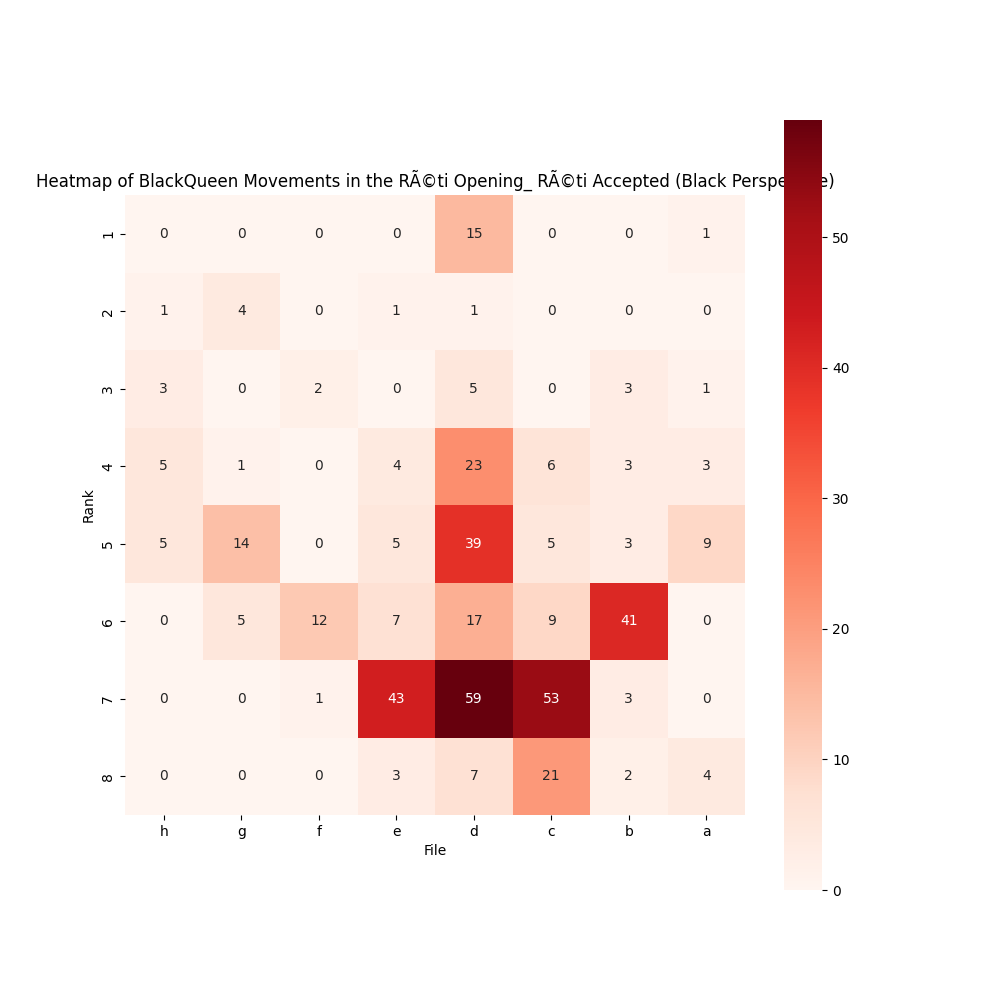 Heatmap of BlackQueen Movements in the RÃ©ti Opening_ RÃ©ti Accepted (Black Perspe e)
1 0 0 0 0 15 0 0 1
2 1 4 0 1 1 0 0 0
3 3 0 2 0 5 0 3 1
4 5 1 0 4 23 6 3 3
Rank
5 5 14 0 5 39 5 3 9
6 0 5 12 7 17 9 41 0
7 0 0 1 43 59 53 3 0
8 0 0 0 3 7 21 2 4
h g f e d c b a
File
50
40
30
20
10
0